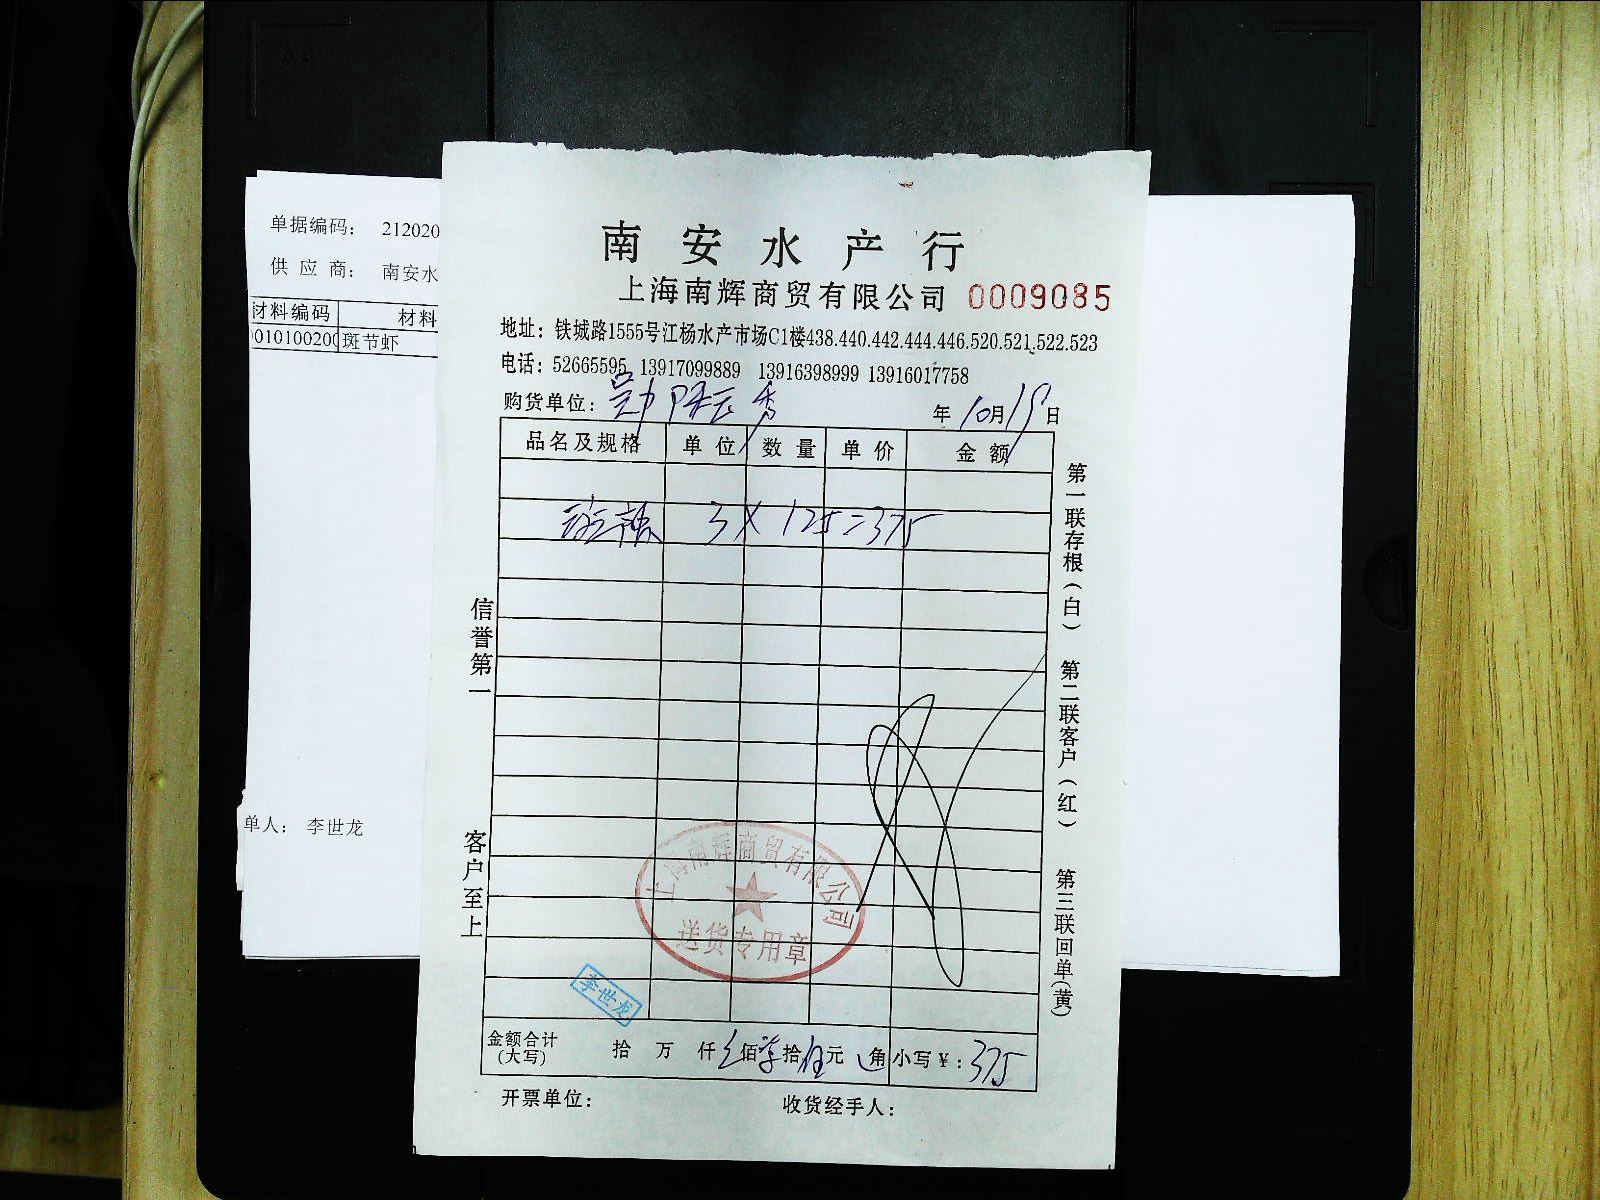 单据编码： 212020
供 应 商： 南安水
材料编码 材料
01010020 斑节虾
单人： 李世龙
南安水产行
上海南辉商贸有限公司 0009085
地址：铁城路1555号江杨水产市场C1楼438.440.442.444.446.520.521.522.523
电话：52665595 13917099889 13916398999 13916017758
购货单位：
年 10月19日
品名及规格 单位 数量 单价 金额
3 X 125=375
信誉第一
客户至上
第一联存根（白）
第二联客户（红）
第三联回单（黄）
上海南辉商贸有限公司
送货专用章
李世龙
金额合计 拾 万 仟 佰 拾 伍元 角 小写￥：375
（大写）
开票单位： 收货经手人：